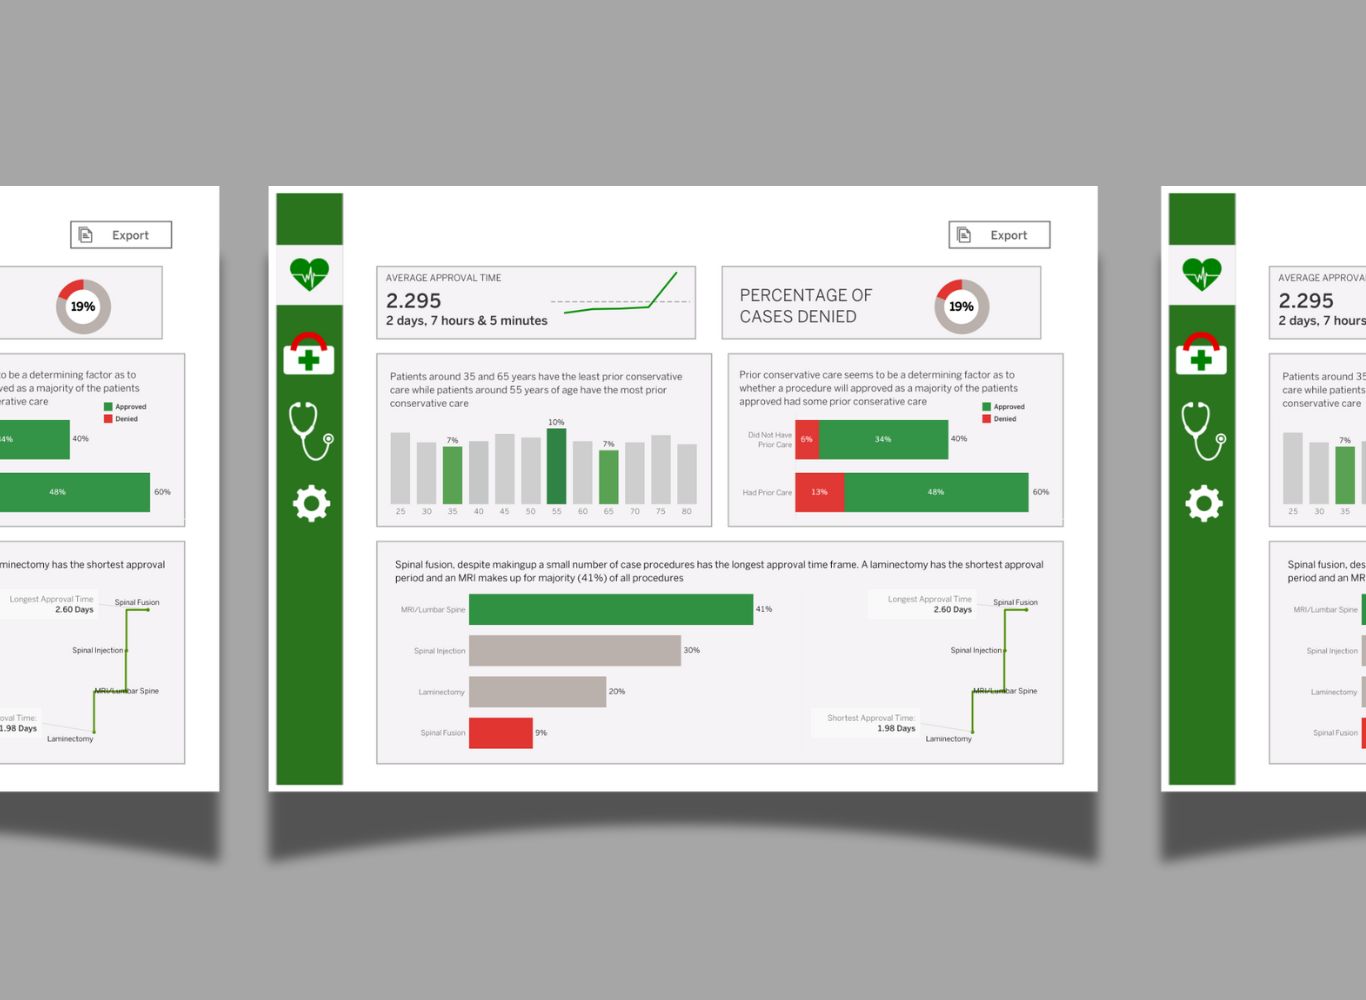 Export
19%
o be a determining factor as to
ved as a majority of the patients
erative care
Approved
Denied
34%
40%
48%
60%
aminectomy has the shortest approval
Longest Approval Time
2.60 Days
Spinal Fusion
Spinal Injection
MRI/Lumbar Spine
oval Time:
1.98 Days
Laminectomy
Export
AVERAGE APPROVAL TIME
2.295
2 days, 7 hours & 5 minutes
PERCENTAGE OF
CASES DENIED
19%
Patients around 35 and 65 years have the least prior conservative
care while patients around 55 years of age have the most prior
conservative care
7%
10%
7%
25 30 35 40 45 50 55 60 65 70 75 80
Prior conservative care seems to be a determining factor as to
whether a procedure will approved as a majority of the patients
approved had some prior conserative care
Approved
Denied
Did Not Have
Prior Care
6%
34%
40%
Had Prior Care
13%
48%
60%
Spinal fusion, despite makingup a small number of case procedures has the longest approval time frame. A laminectomy has the shortest approval
period and an MRI makes up for majority (41%) of all procedures
MRI/Lumbar Spine
41%
Spinal Injection
30%
Laminectomy
20%
Spinal Fusion
9%
Longest Approval Time
2.60 Days
Spinal Fusion
Spinal Injection
MRI/Lumbar Spine
Shortest Approval Time:
1.98 Days
Laminectomy
AVERAGE APPROVA
2.295
2 days, 7 hours
Patients around 35
care while patients
conservative care
7%
25 30 35
Spinal fusion, des
period and an MR
MRI/Lumbar Spine
Spinal Injection
Laminectomy
Spinal Fusion